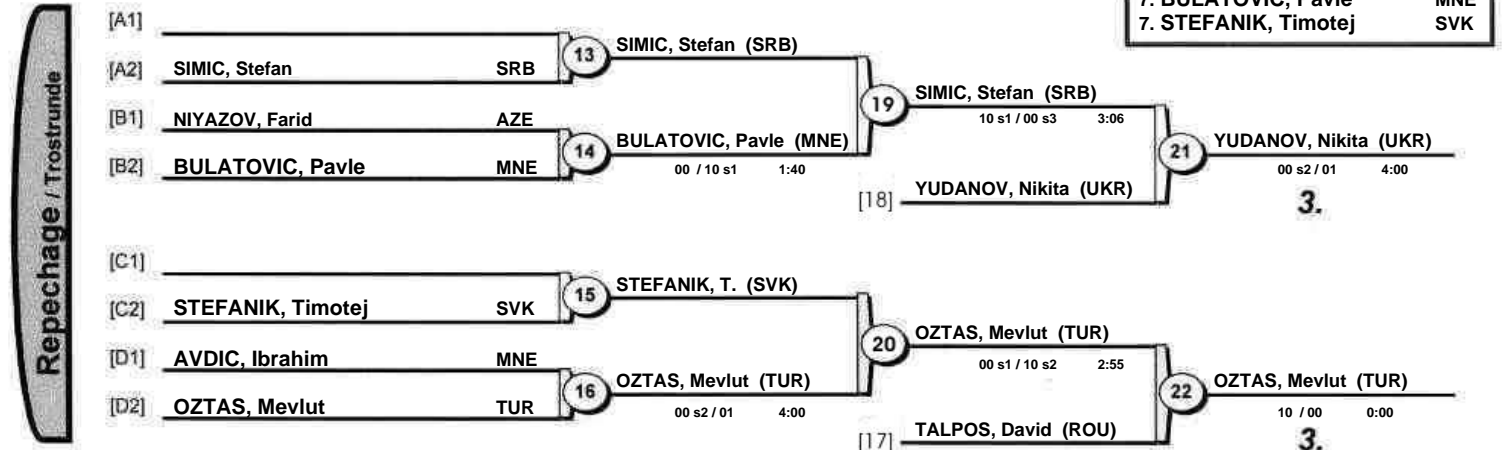 7. BULATOVIC, Pavle MNE
7. STEFANIK, Timotej SVK
Repechage / Trostrunde
[A1]
13 SIMIC, Stefan (SRB)
[A2] SIMIC, Stefan SRB
19 SIMIC, Stefan (SRB)
10 s1 / 00 s3 3:06
[B1] NIYAZOV, Farid AZE
14 BULATOVIC, Pavle (MNE)
00 / 10 s1 1:40
[B2] BULATOVIC, Pavle MNE
21 YUDANOV, Nikita (UKR)
00 s2 / 01 4:00
[18] YUDANOV, Nikita (UKR)
3.
[C1]
15 STEFANIK, T. (SVK)
[C2] STEFANIK, Timotej SVK
20 OZTAS, Mevlut (TUR)
00 s1 / 10 s2 2:55
[D1] AVDIC, Ibrahim MNE
16 OZTAS, Mevlut (TUR)
00 s2 / 01 4:00
[D2] OZTAS, Mevlut TUR
22 OZTAS, Mevlut (TUR)
10 / 00 0:00
[17] TALPOS, David (ROU)
3.